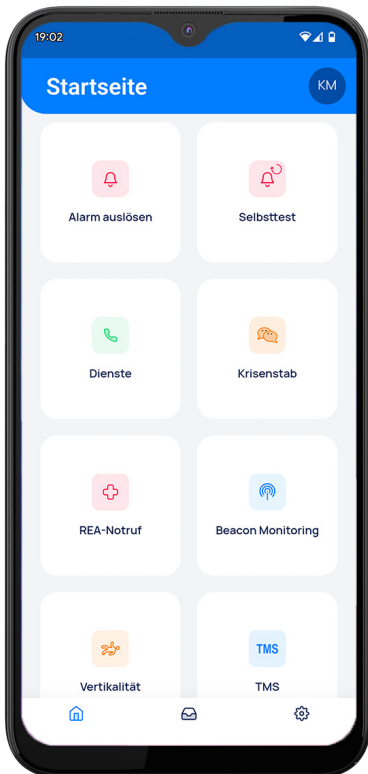 19:02
Startseite
KM
Alarm auslösen
Selbsttest
Dienste
Krisenstab
REA-Notruf
Beacon Monitoring
Vertikalität
TMS
TMS